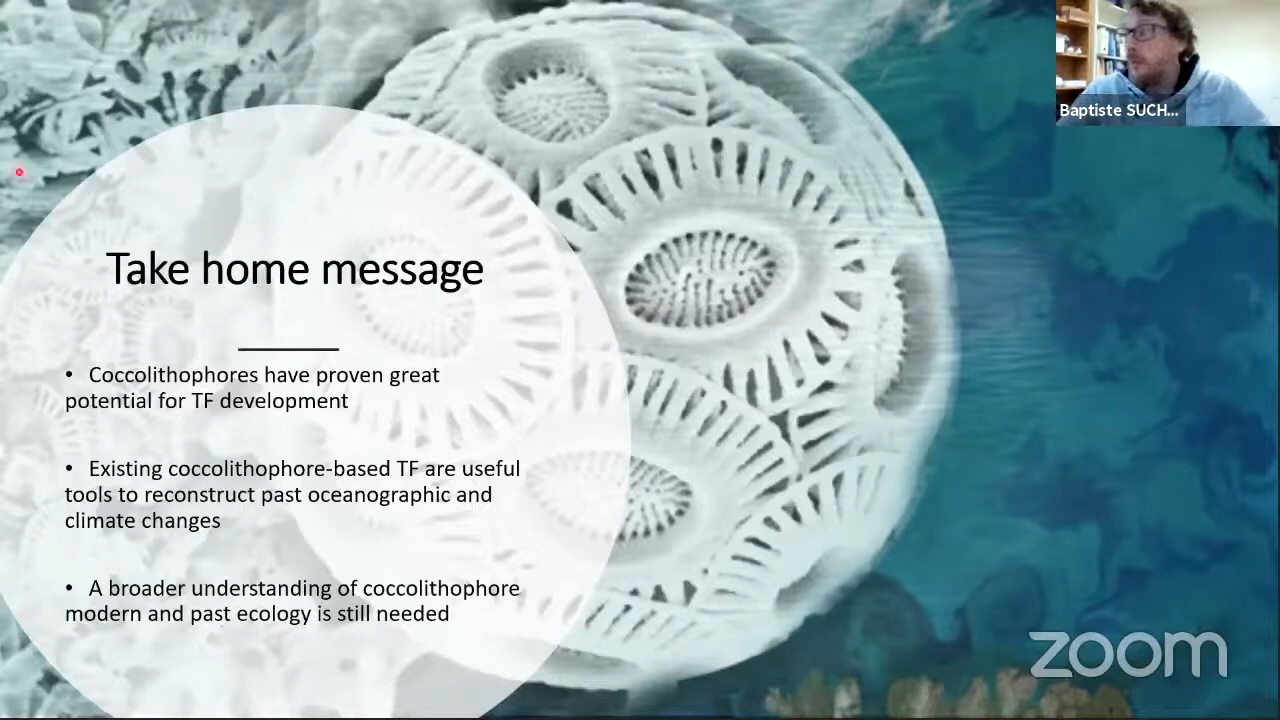 Baptiste SUCH...
Take home message
• Coccolithophores have proven great
potential for TF development
• Existing coccolithophore-based TF are useful
tools to reconstruct past oceanographic and
climate changes
• A broader understanding of coccolithophore
modern and past ecology is still needed
zoom